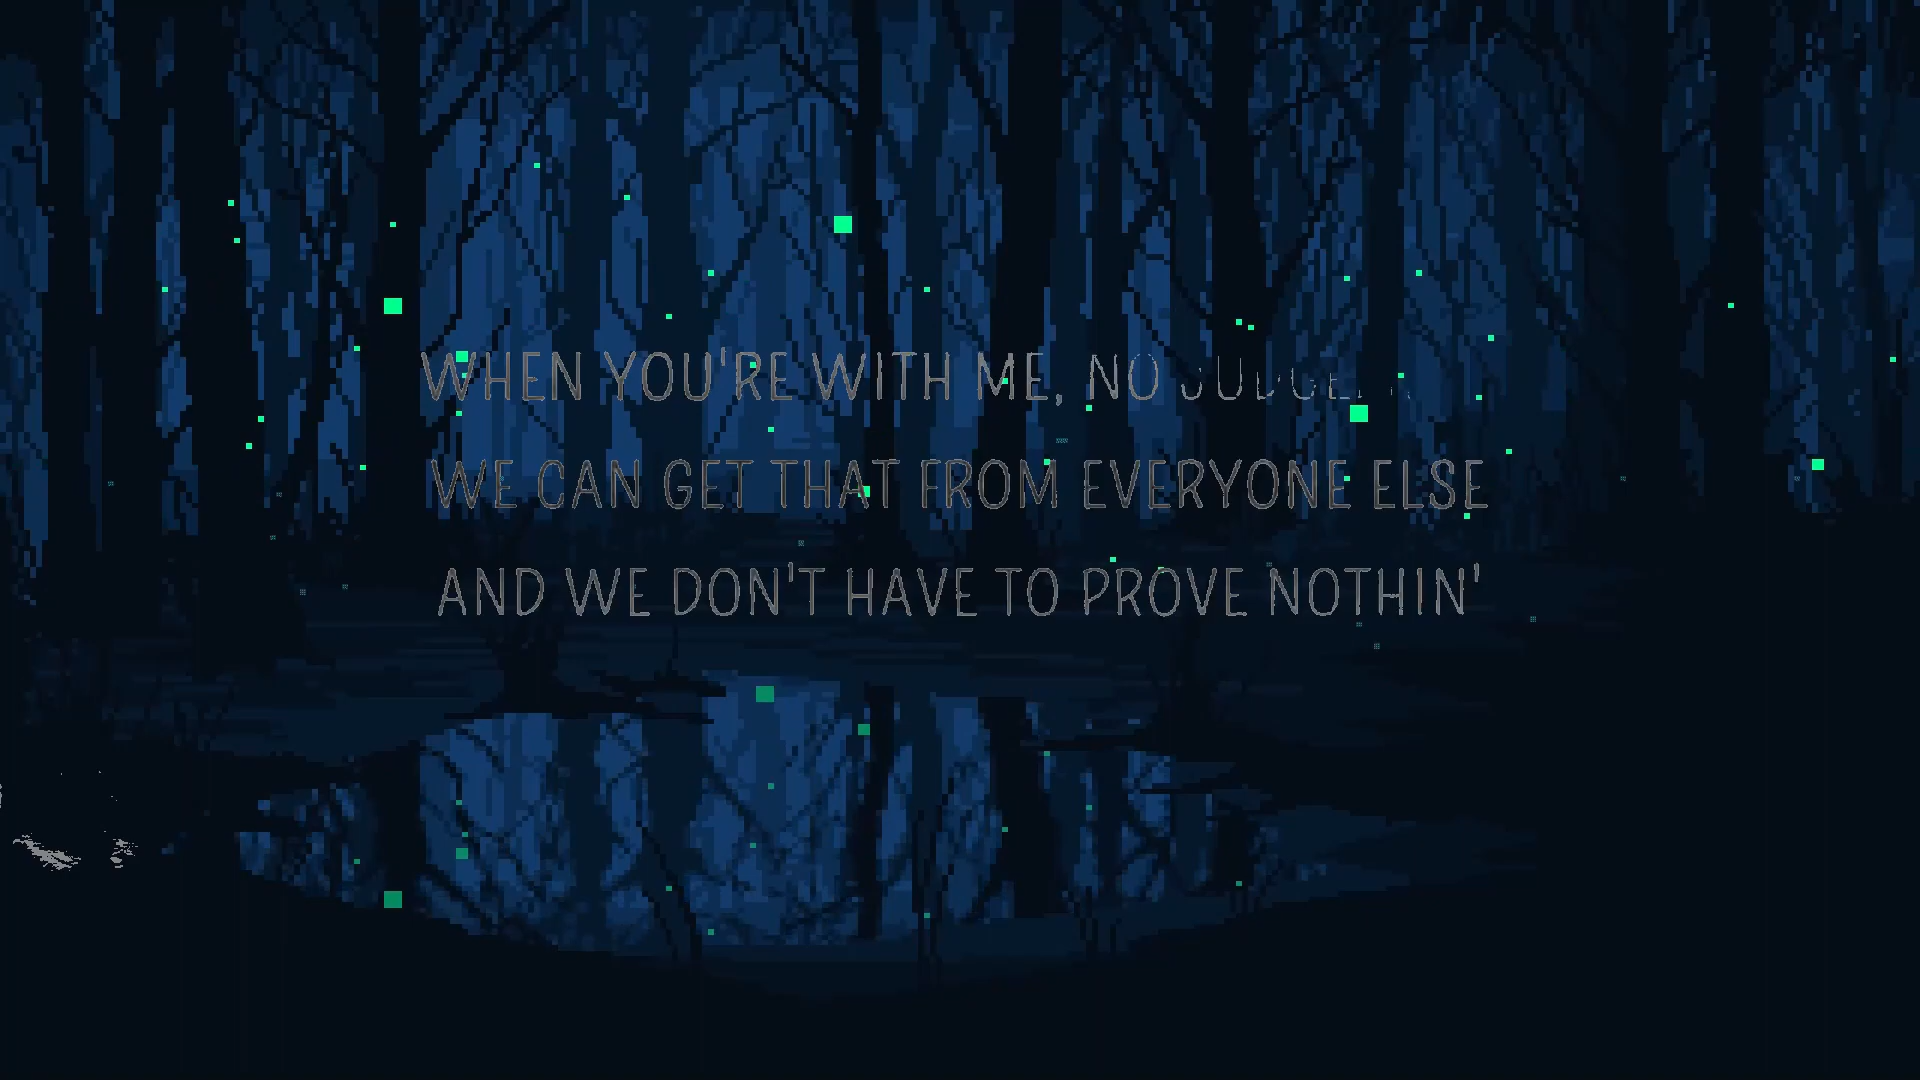 WHEN YOU'RE WITH ME, NO
WE CAN GET THAT FROM EVERYONE ELSE
AND WE DON'T HAVE TO PROVE NOTHIN'